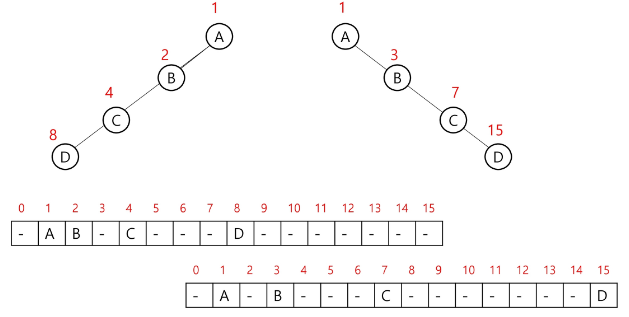 1 1
A A
2 3
B B
4 7
C C
8 15
D D
0 1 2 3 4 5 6 7 8 9 10 11 12 13 14 15
- A B - C - - - D - - - - - - -
0 1 2 3 4 5 6 7 8 9 10 11 12 13 14 15
- A - B - - - C - - - - - - - D